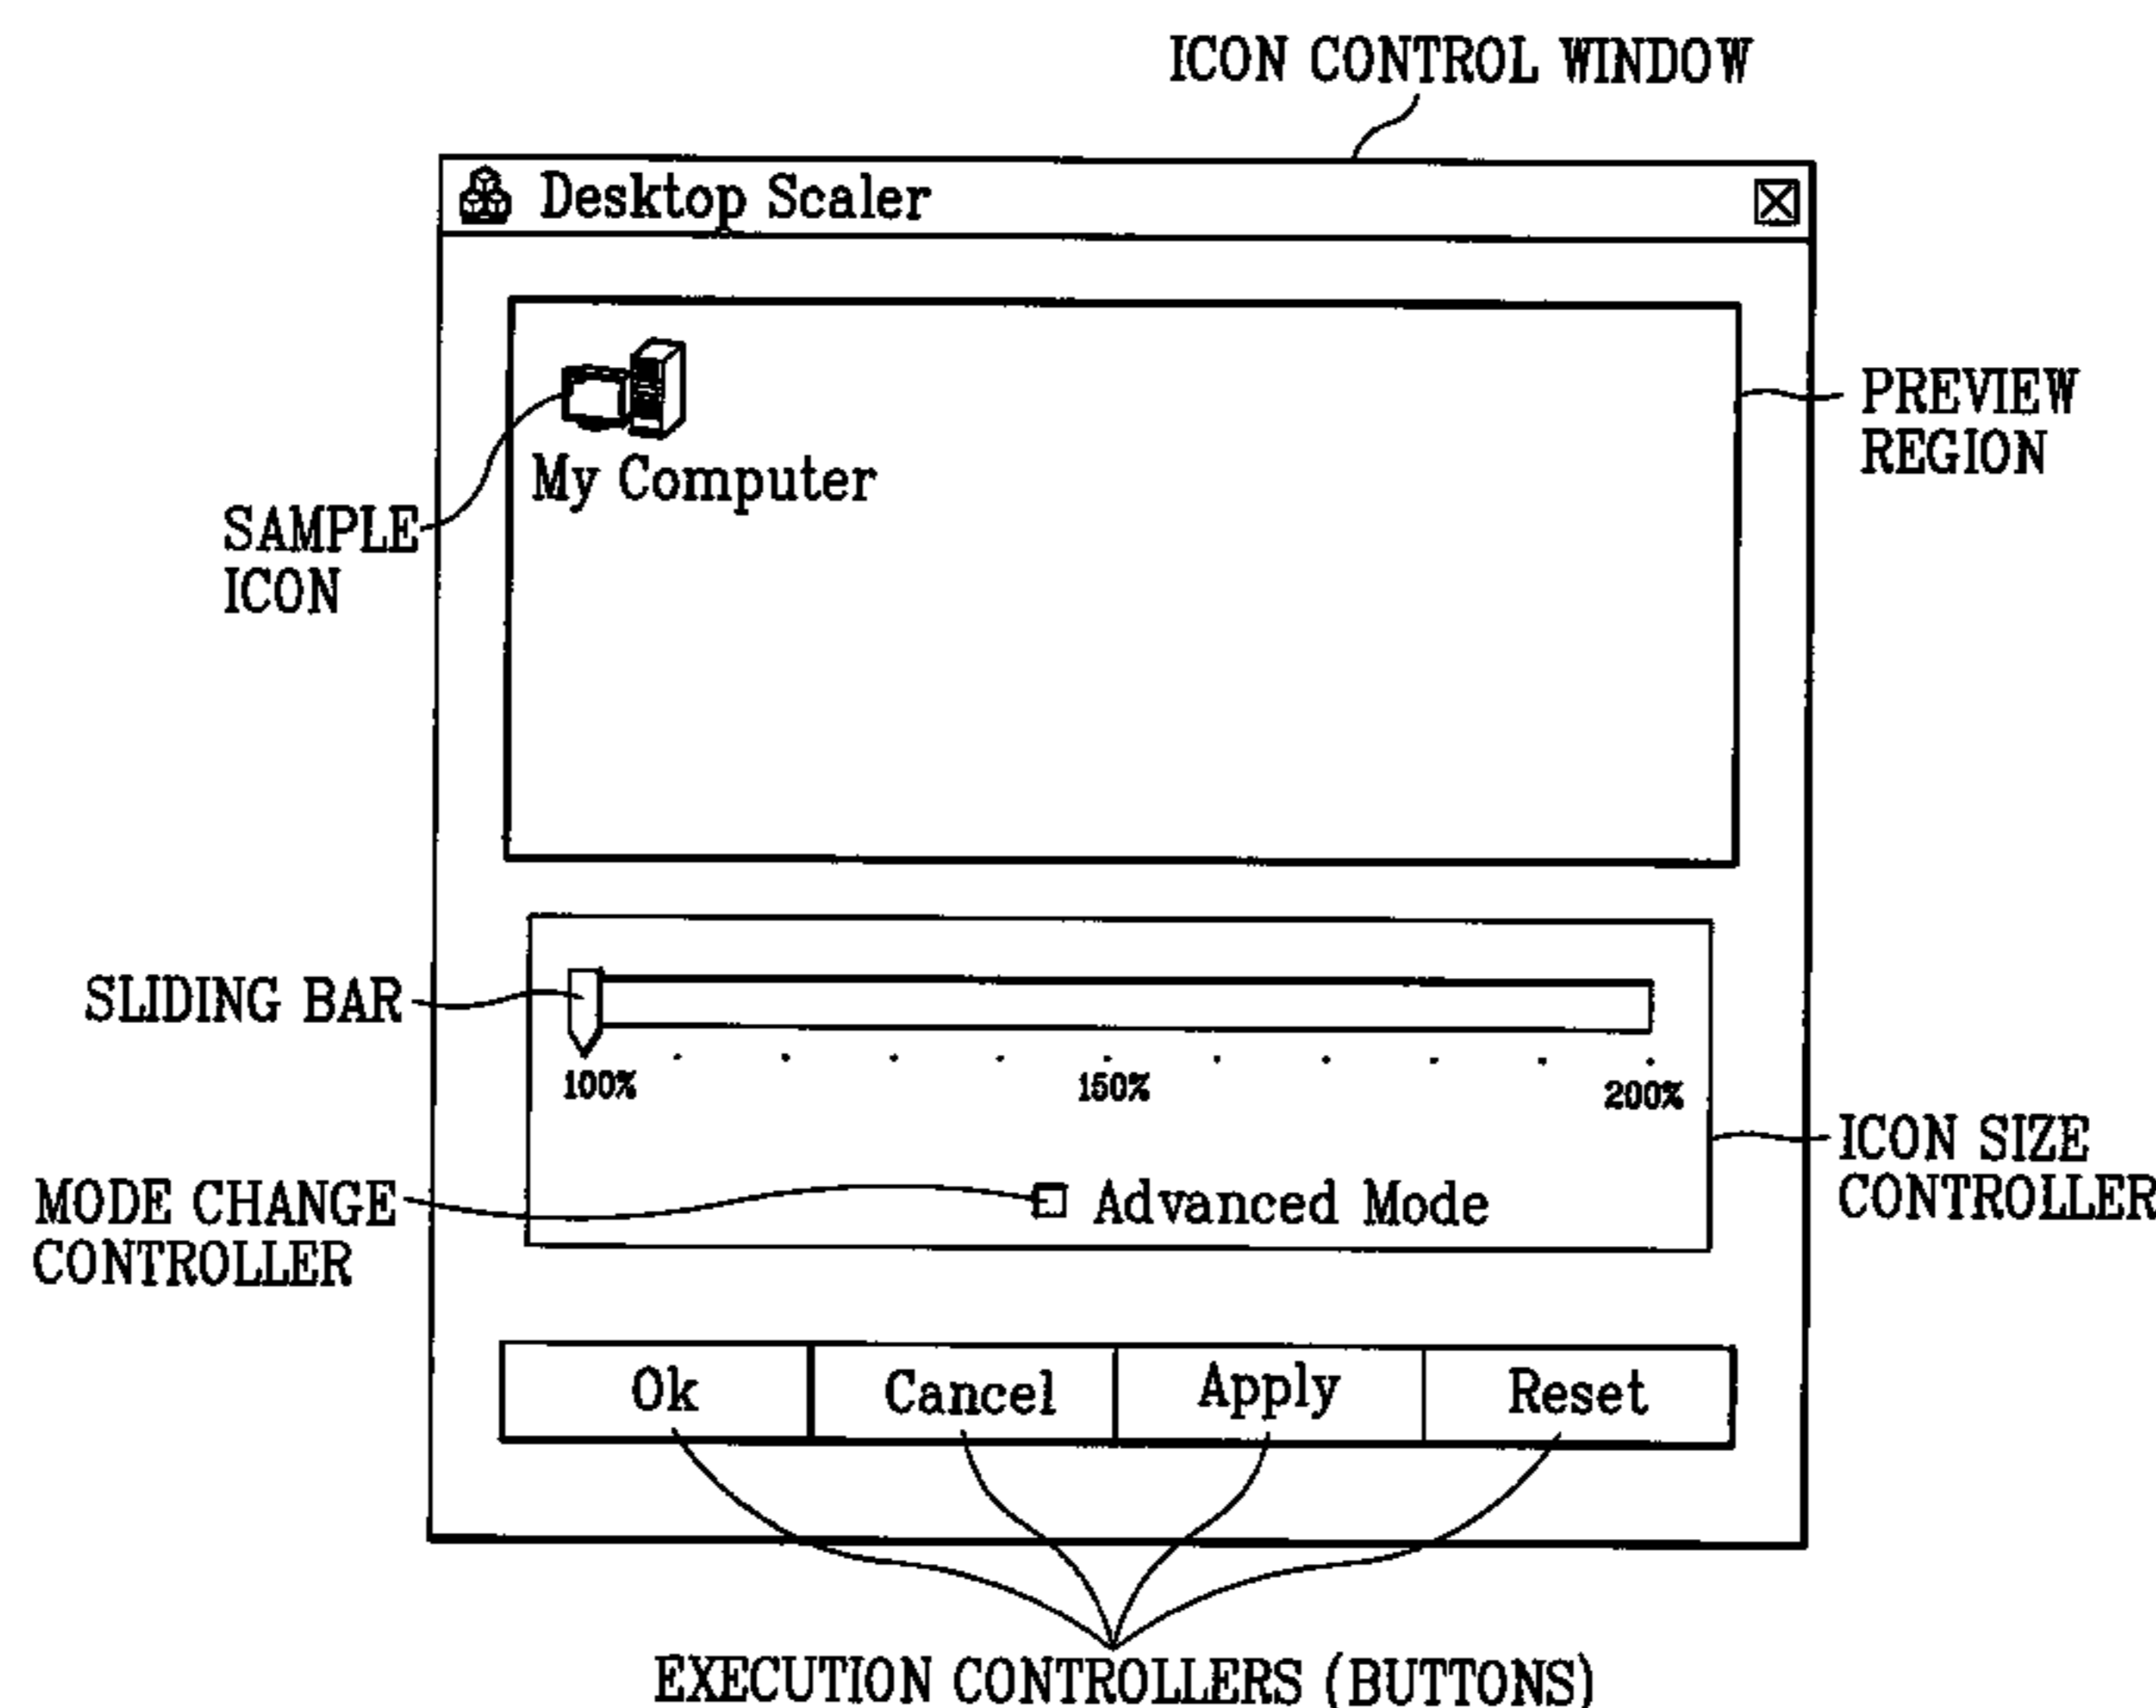 ICON CONTROL WINDOW
Desktop Scaler
PREVIEW
REGION
My Computer
SAMPLE
ICON
SLIDING BAR
100%
150%
200%
ICON SIZE
CONTROLLER
MODE CHANGE
CONTROLLER
Advanced Mode
Ok
Cancel
Apply
Reset
EXECUTION CONTROLLERS (BUTTONS)